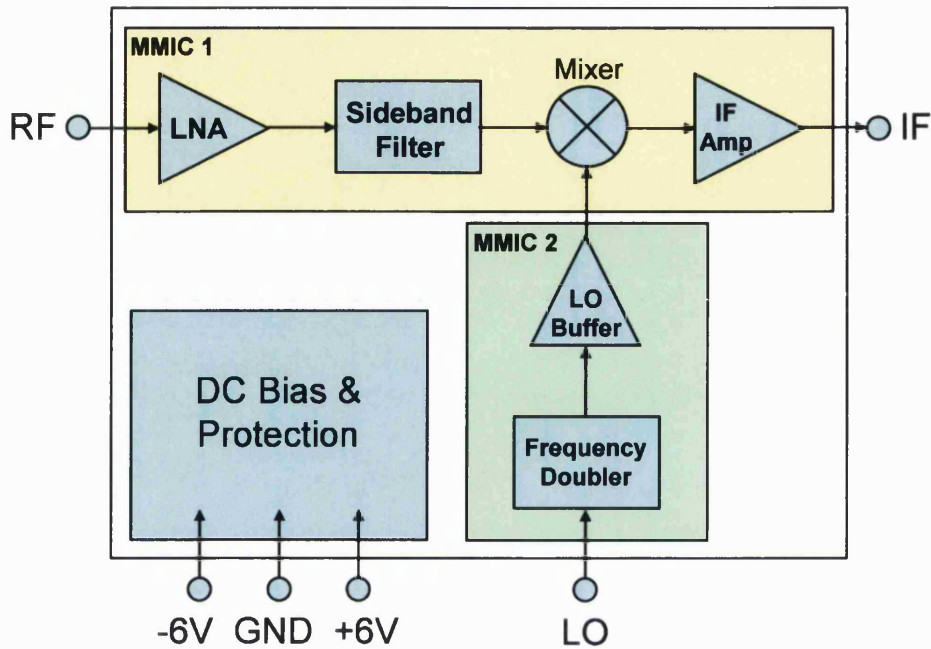 MMIC 1
Mixer
RF
LNA
Sideband
Filter
IF
Amp
IF
MMIC 2
LO
Buffer
DC Bias &
Protection
Frequency
Doubler
-6V GND +6V
LO